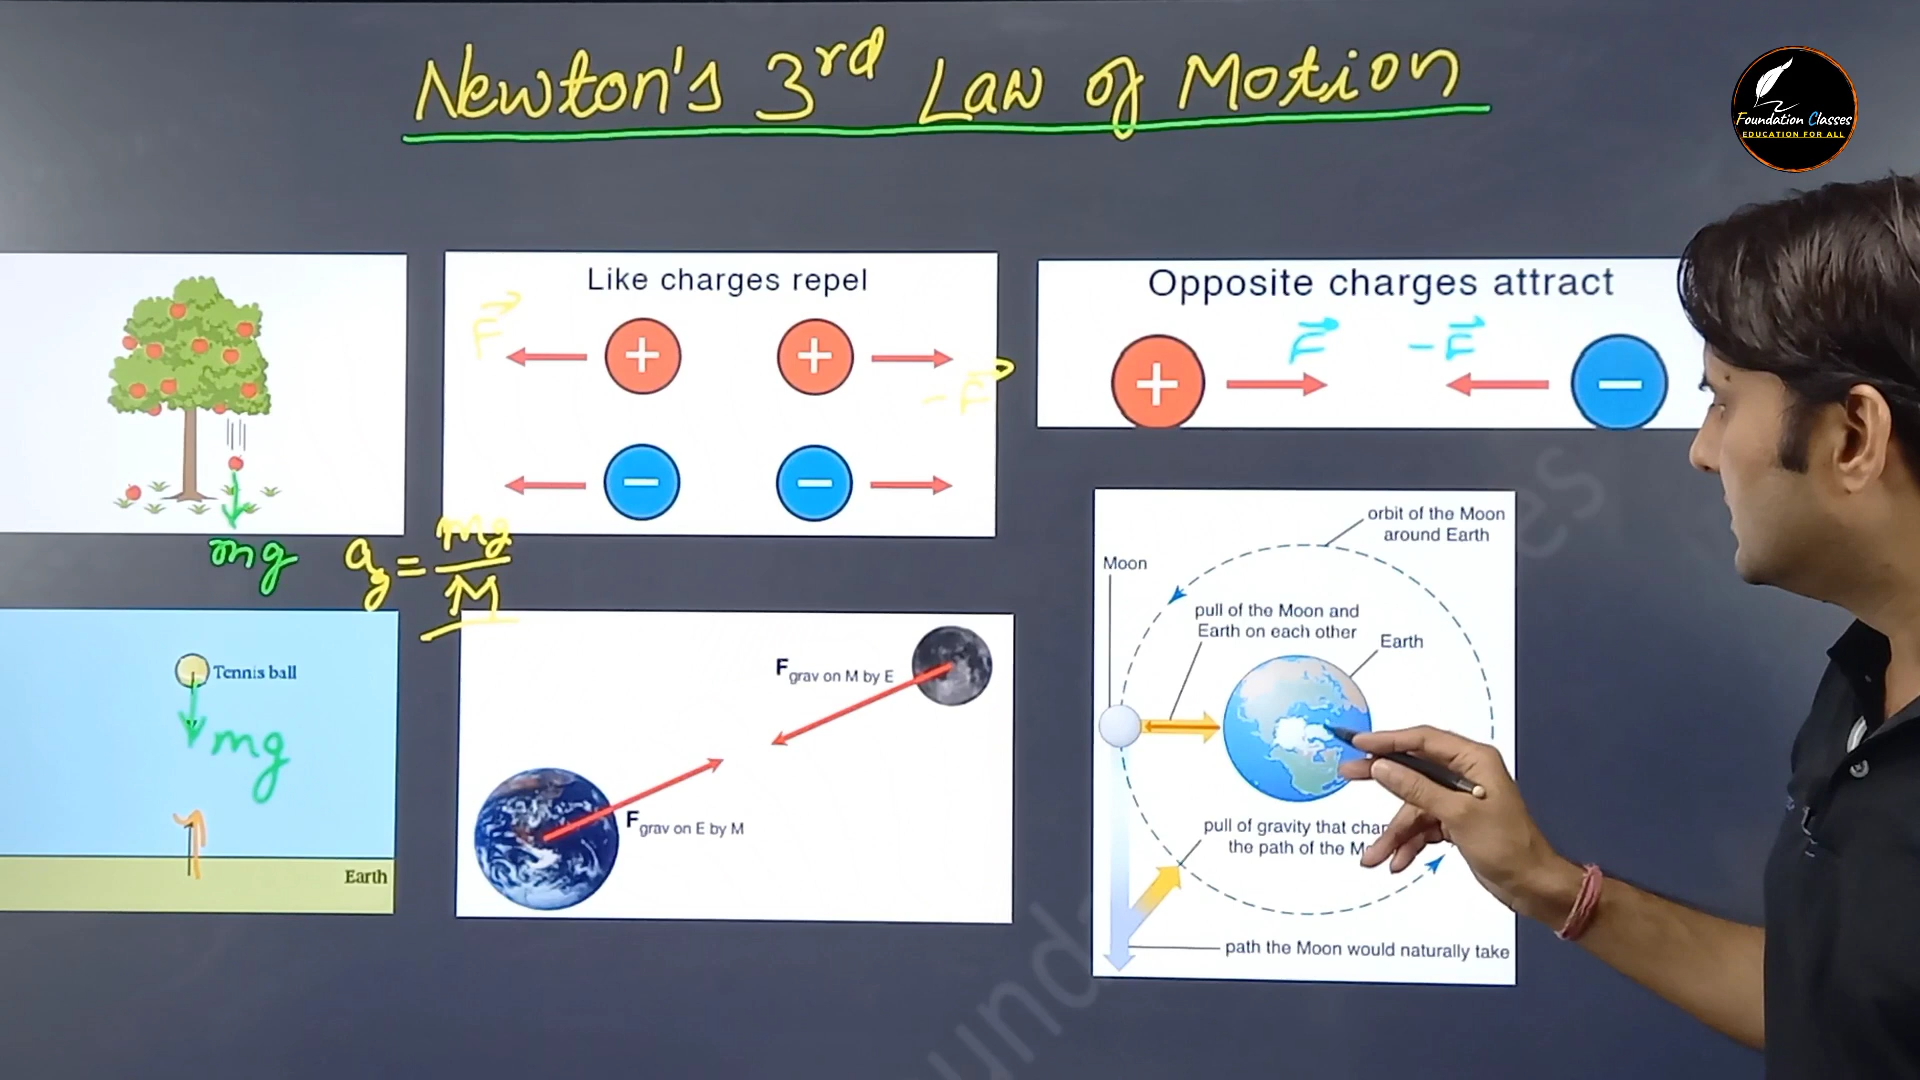 Newton's 3rd Law of Motion
Foundation Classes
EDUCATION FOR ALL
Like charges repel
F
+ +
-F
− −
Opposite charges attract
F -F
+ −
mg
a = mg/M
Tennis ball
mg
Earth
F grav on M by E
F grav on E by M
orbit of the Moon
around Earth
Moon
pull of the Moon and
Earth on each other
Earth
pull of gravity that
the path of the
path the Moon would naturally take